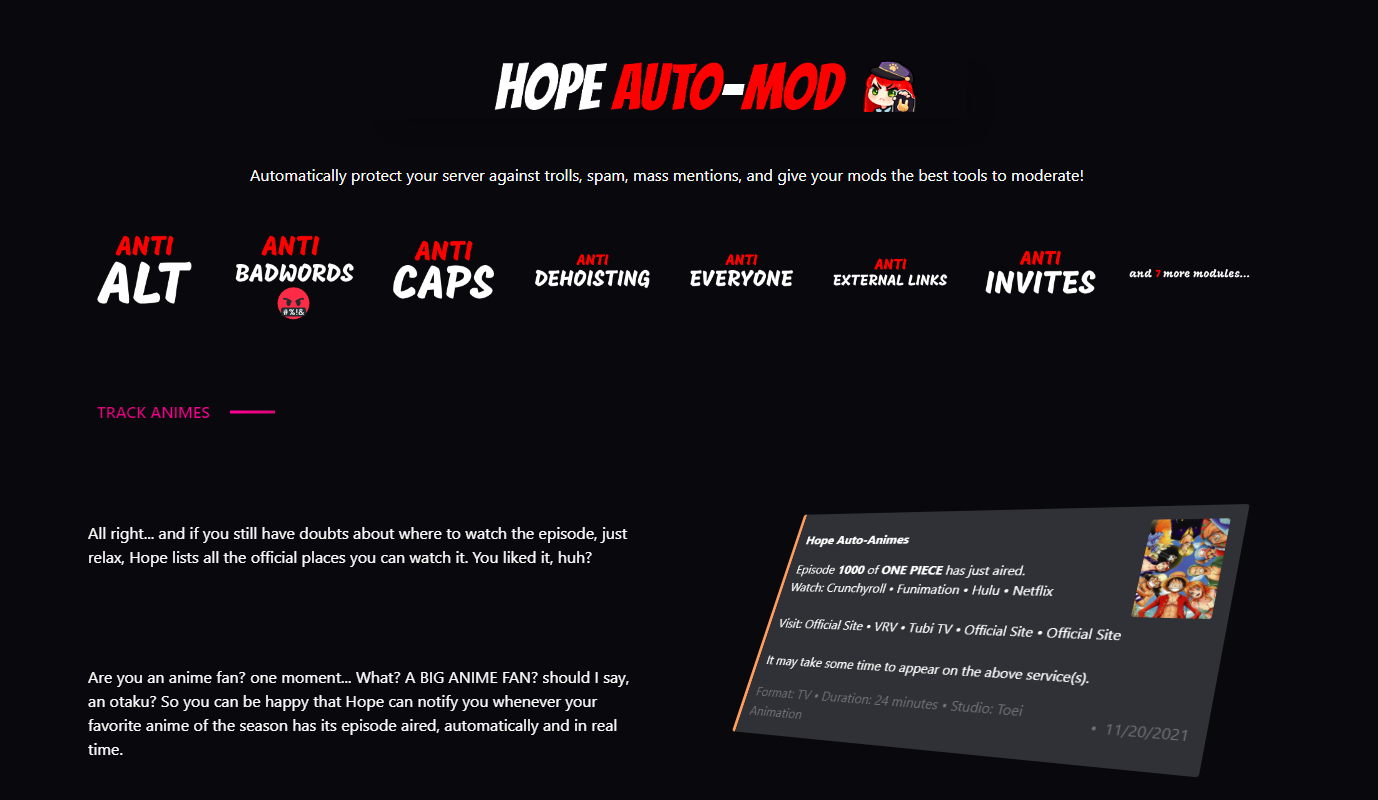 HOPE AUTO-MOD
Automatically protect your server against trolls, spam, mass mentions, and give your mods the best tools to moderate!
ANTI
ALT
ANTI
BADWORDS
#%!&
ANTI
CAPS
ANTI
DEHOISTING
ANTI
EVERYONE
ANTI
EXTERNAL LINKS
ANTI
INVITES
and 7 more modules...
TRACK ANIMES
All right... and if you still have doubts about where to watch the episode, just
relax, Hope lists all the official places you can watch it. You liked it, huh?
Are you an anime fan? one moment... What? A BIG ANIME FAN? should I say,
an otaku? So you can be happy that Hope can notify you whenever your
favorite anime of the season has its episode aired, automatically and in real
time.
Hope Auto-Animes
Episode 1000 of ONE PIECE has just aired.
Watch: Crunchyroll • Funimation • Hulu • Netflix
Visit: Official Site • VRV • Tubi TV • Official Site • Official Site
It may take some time to appear on the above service(s).
Format: TV • Duration: 24 minutes • Studio: Toei
Animation
• 11/20/2021